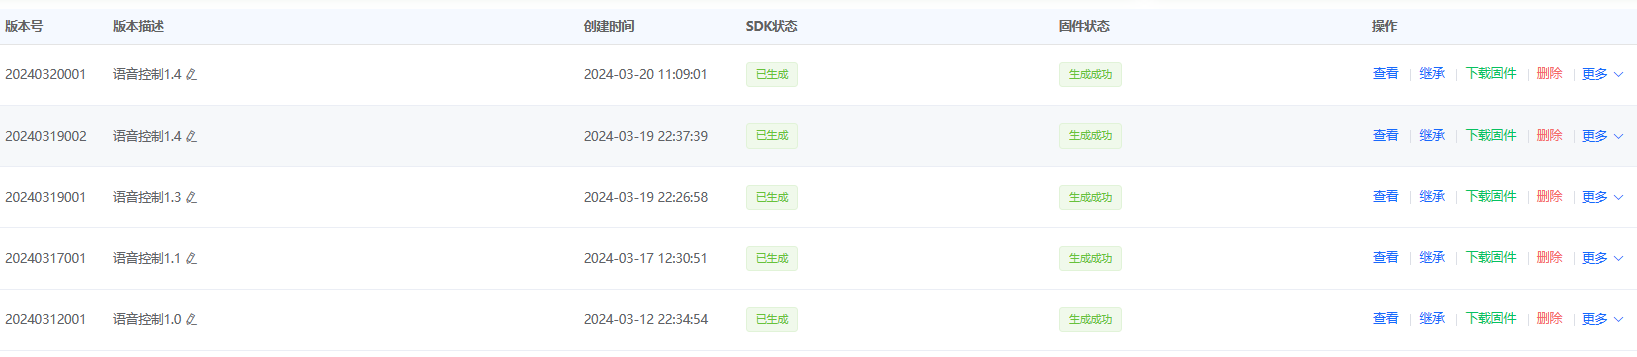 版本号 版本描述 创建时间 SDK状态 固件状态 操作
20240320001 语音控制1.4 2024-03-20 11:09:01 已生成 生成成功 查看 继承 下载固件 删除 更多
20240319002 语音控制1.4 2024-03-19 22:37:39 已生成 生成成功 查看 继承 下载固件 删除 更多
20240319001 语音控制1.3 2024-03-19 22:26:58 已生成 生成成功 查看 继承 下载固件 删除 更多
20240317001 语音控制1.1 2024-03-17 12:30:51 已生成 生成成功 查看 继承 下载固件 删除 更多
20240312001 语音控制1.0 2024-03-12 22:34:54 已生成 生成成功 查看 继承 下载固件 删除 更多